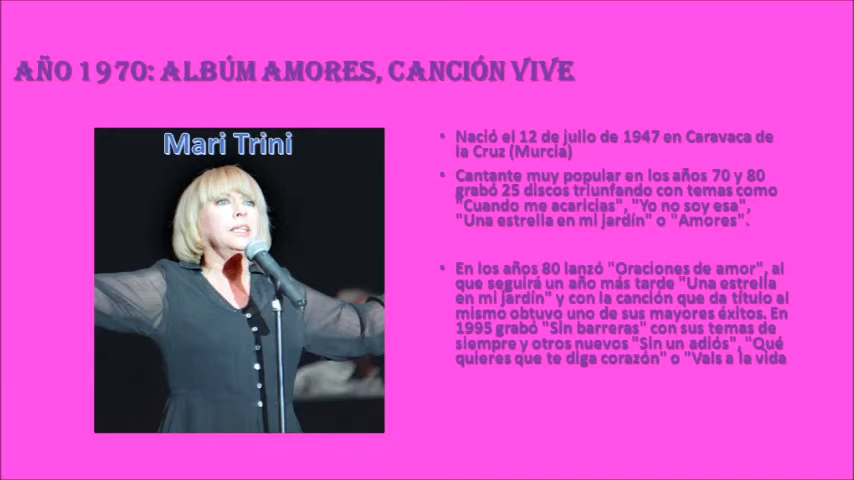 AÑO 1970: ALBÚM AMORES, CANCIÓN VIVE
Mari Trini
• Nació el 12 de julio de 1947 en Caravaca de
la Cruz (Murcia)
• Cantante muy popular en los años 70 y 80
grabó 25 discos triunfando con temas como
"Cuando me acaricias", "Yo no soy esa",
"Una estrella en mi jardín" o "Amores".
• En los años 80 lanzó "Oraciones de amor", al
que seguirá un año más tarde "Una estrella
en mi jardín" y con la canción que da título al
mismo obtuvo uno de sus mayores éxitos. En
1995 grabó "Sin barreras" con sus temas de
siempre y otros nuevos "Sin un adiós", "Qué
quieres que te diga corazón" o "Vals a la vida